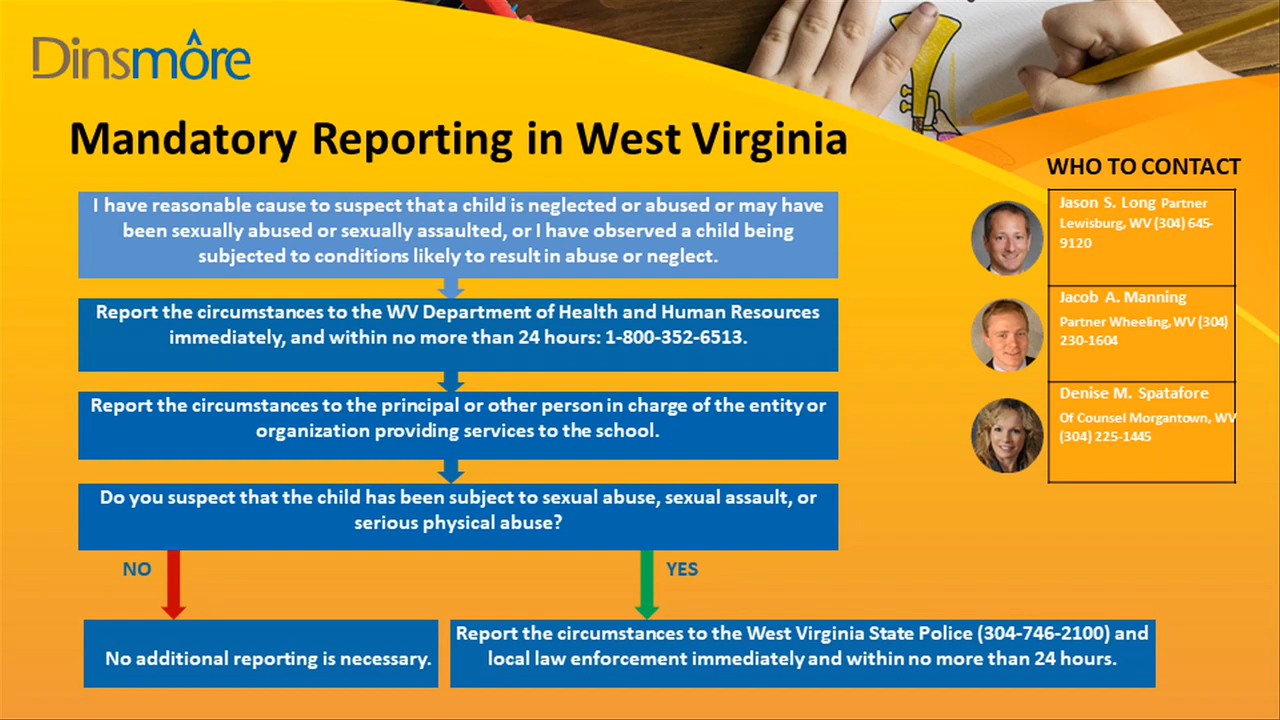 Dinsmôre
Mandatory Reporting in West Virginia
I have reasonable cause to suspect that a child is neglected or abused or may have
been sexually abused or sexually assaulted, or I have observed a child being
subjected to conditions likely to result in abuse or neglect.
Report the circumstances to the WV Department of Health and Human Resources
immediately, and within no more than 24 hours: 1-800-352-6513.
Report the circumstances to the principal or other person in charge of the entity or
organization providing services to the school.
Do you suspect that the child has been subject to sexual abuse, sexual assault, or
serious physical abuse?
NO
YES
No additional reporting is necessary.
Report the circumstances to the West Virginia State Police (304-746-2100) and
local law enforcement immediately and within no more than 24 hours.
WHO TO CONTACT
Jason S. Long Partner
Lewisburg, WV (304) 645-
9120
Jacob A. Manning
Partner Wheeling, WV (304)
230-1604
Denise M. Spatafore
Of Counsel Morgantown, WV
(304) 225-1445